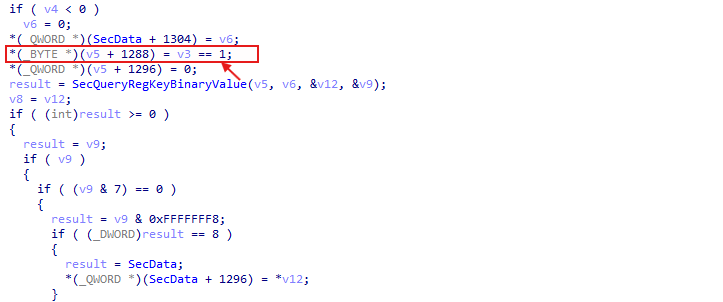 if ( v4 < 0 )
v6 = 0;
*(_QWORD *)(SecData + 1304) = v6;
*(_BYTE *)(v5 + 1288) = v3 == 1;
*(_QWORD *)(v5 + 1296) = 0;
result = SecQueryRegKeyBinaryValue(v5, v6, &v12, &v9);
v8 = v12;
if ( (int)result >= 0 )
{
result = v9;
if ( v9 )
{
if ( (v9 & 7) == 0 )
{
result = v9 & 0xFFFFFFF8;
if ( (_DWORD)result == 8 )
{
result = SecData;
*(_QWORD *)(SecData + 1296) = *v12;
}